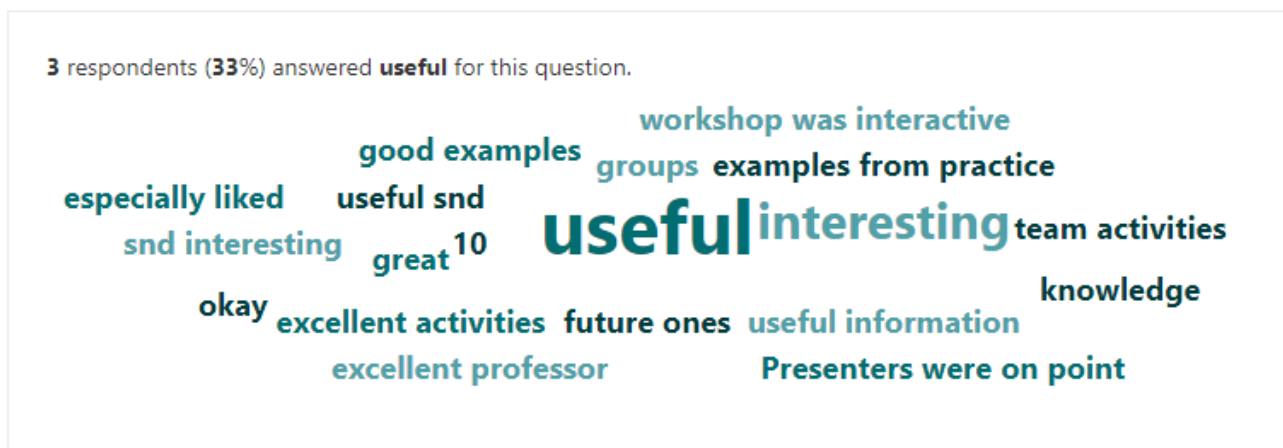 3 respondents (33%) answered useful for this question.
workshop was interactive
good examples
groups examples from practice
especially liked useful snd
useful interesting team activities
snd interesting great 10
knowledge
okay excellent activities future ones useful information
excellent professor Presenters were on point